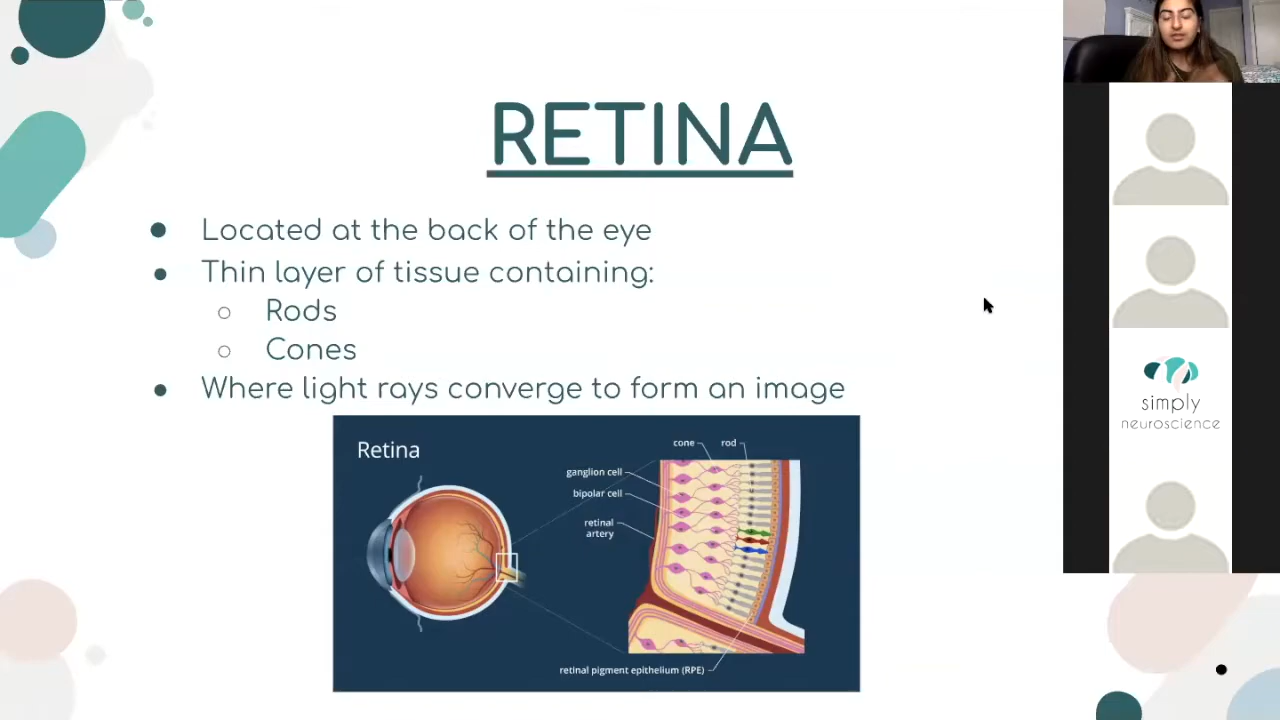 RETINA
Located at the back of the eye
Thin layer of tissue containing:
Rods
Cones
Where light rays converge to form an image
Retina
cone
rod
ganglion cell
bipolar cell
retinal
artery
retinal pigment epithelium (RPE)
simply
neuroscience